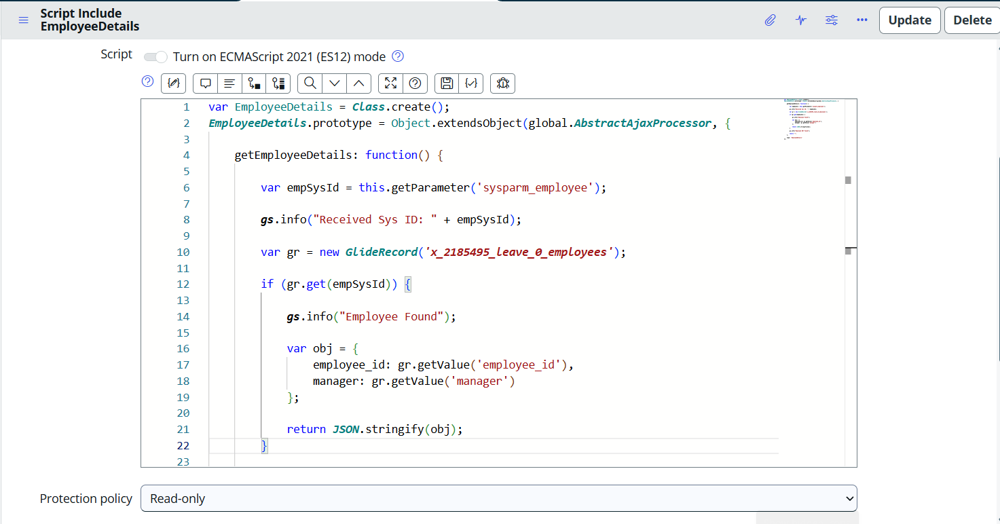 Script Include
EmployeeDetails
Update
Delete
Script
Turn on ECMAScript 2021 (ES12) mode
1 var EmployeeDetails = Class.create();
2 EmployeeDetails.prototype = Object.extendsObject(global.AbstractAjaxProcessor, {
3
4 getEmployeeDetails: function() {
5
6 var empSysId = this.getParameter('sysparm_employee');
7
8 gs.info("Received Sys ID: " + empSysId);
9
10 var gr = new GlideRecord('x_2185495_leave_0_employees');
11
12 if (gr.get(empSysId)) {
13
14 gs.info("Employee Found");
15
16 var obj = {
17 employee_id: gr.getValue('employee_id'),
18 manager: gr.getValue('manager')
19 };
20
21 return JSON.stringify(obj);
22 }
23
Protection policy
Read-only